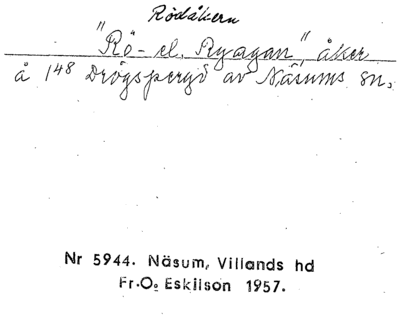 Rödåkern
"Rö- el. Ryagan", åker
å 1⁴⁸ Drögsperyd av Näsums sn.
Nr 5944. Näsum, Villands hd
Fr.O. Eskilson 1957.